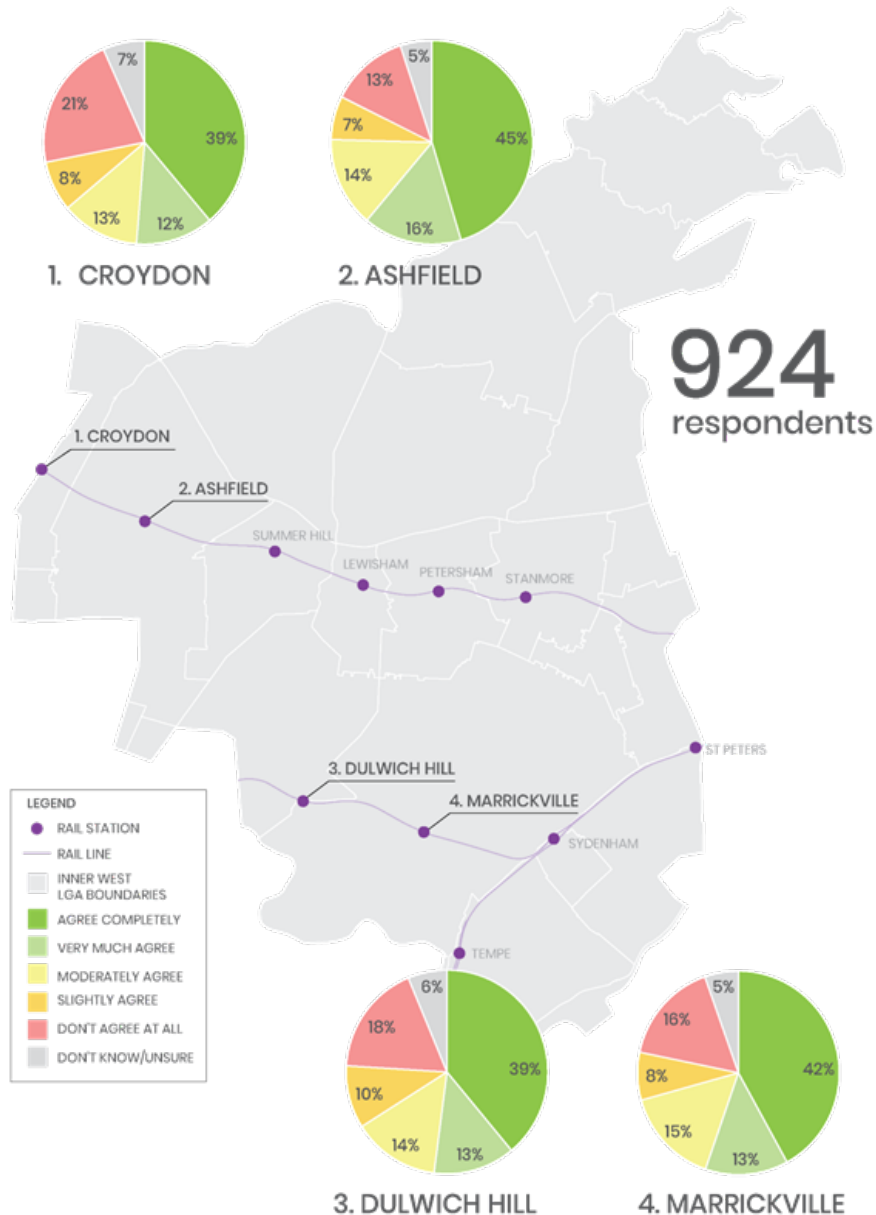 7%
21%
39%
8%
13%
12%
1. CROYDON
5%
13%
7%
45%
14%
16%
2. ASHFIELD
924
respondents
1. CROYDON
2. ASHFIELD
SUMMER HILL
LEWISHAM
PETERSHAM
STANMORE
ST PETERS
3. DULWICH HILL
4. MARRICKVILLE
SYDENHAM
TEMPE
LEGEND
RAIL STATION
RAIL LINE
INNER WEST
LGA BOUNDARIES
AGREE COMPLETELY
VERY MUCH AGREE
MODERATELY AGREE
SLIGHTLY AGREE
DON'T AGREE AT ALL
DON'T KNOW/UNSURE
6%
18%
39%
10%
14%
13%
3. DULWICH HILL
5%
16%
42%
8%
15%
13%
4. MARRICKVILLE